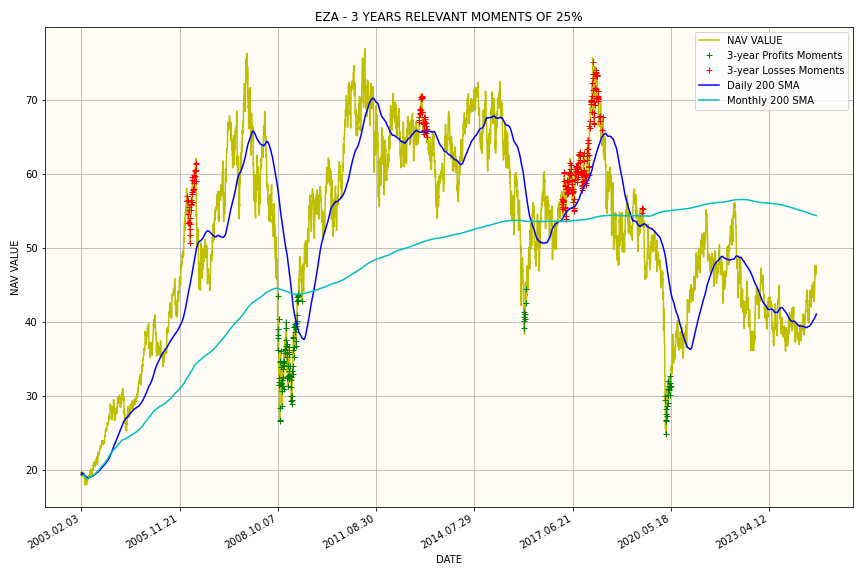 EZA - 3 YEARS RELEVANT MOMENTS OF 25%
NAV VALUE
3-year Profits Moments
3-year Losses Moments
Daily 200 SMA
Monthly 200 SMA
NAV VALUE
70
60
50
40
30
20
2003.02.03
2005.11.21
2008.10.07
2011.08.30
2014.07.29
2017.06.21
2020.05.18
2023.04.12
DATE